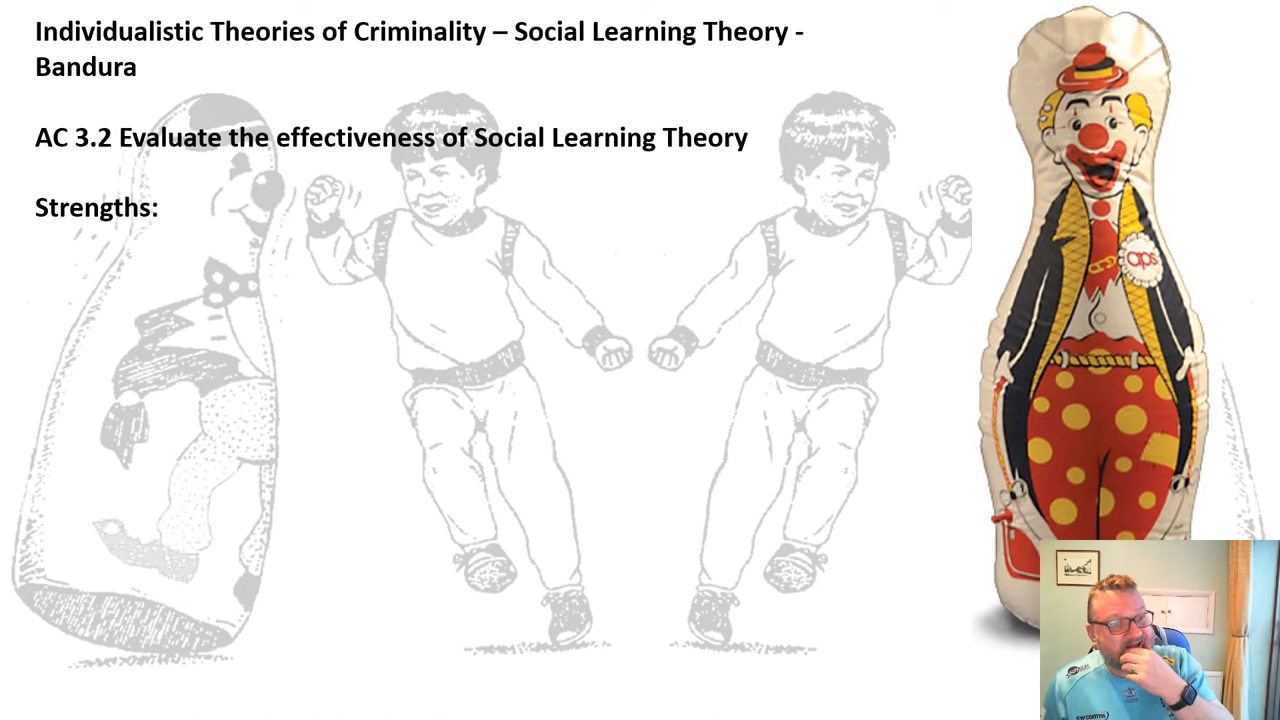 Individualistic Theories of Criminality – Social Learning Theory -
Bandura
AC 3.2 Evaluate the effectiveness of Social Learning Theory
Strengths:
aps